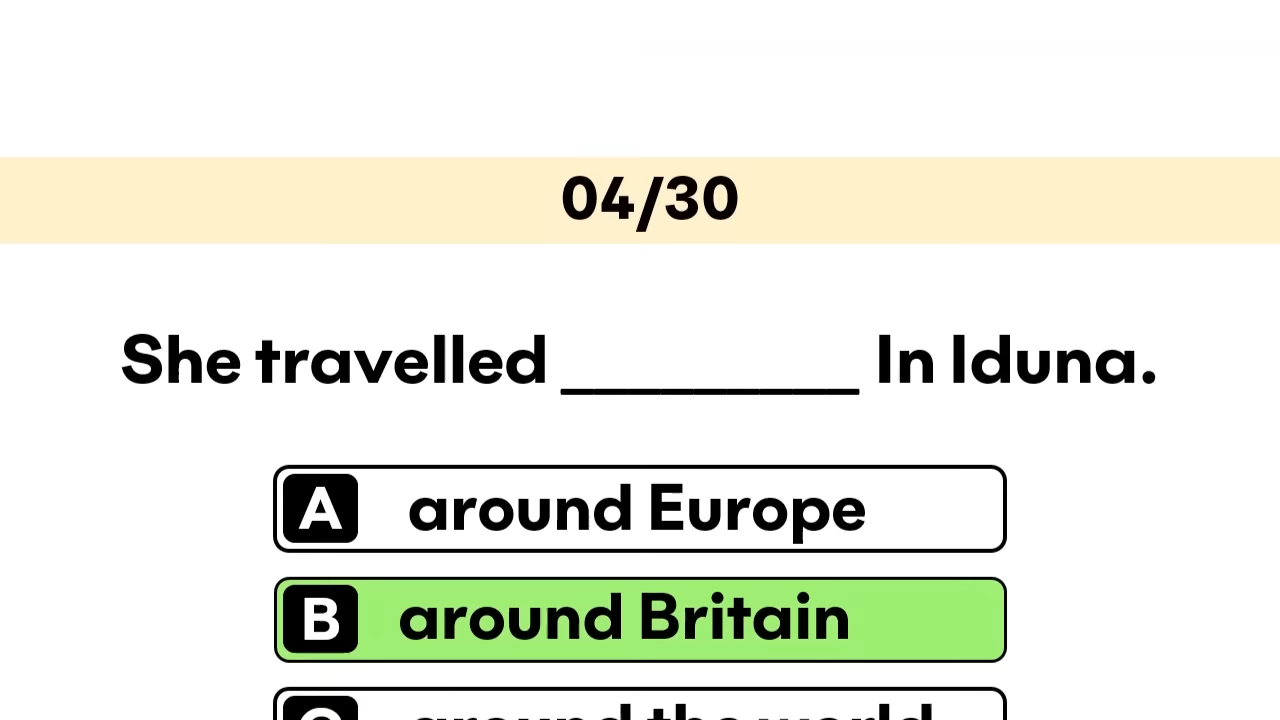 04/30
She travelled _________ In Iduna.
A around Europe
B around Britain
C around the world